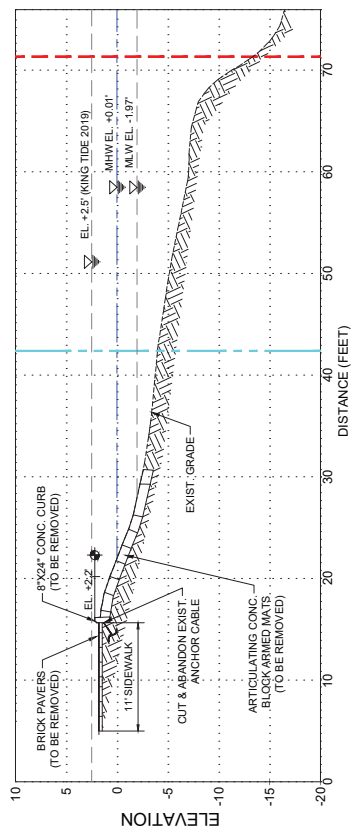 ELEVATION
10
5
0
-5
-10
-15
-20
0
10
20
30
40
50
60
70
DISTANCE (FEET)
BRICK PAVERS
(TO BE REMOVED)
8"X24" CONC. CURB
(TO BE REMOVED)
EL. +2.2'
11' SIDEWALK
CUT & ABANDON EXIST.
ANCHOR CABLE
ARTICULATING CONC.
BLOCK ARMED MATS.
(TO BE REMOVED)
EXIST. GRADE
EL. +2.5' (KING TIDE 2019)
MHW EL. +0.01'
MLW EL. -1.97'